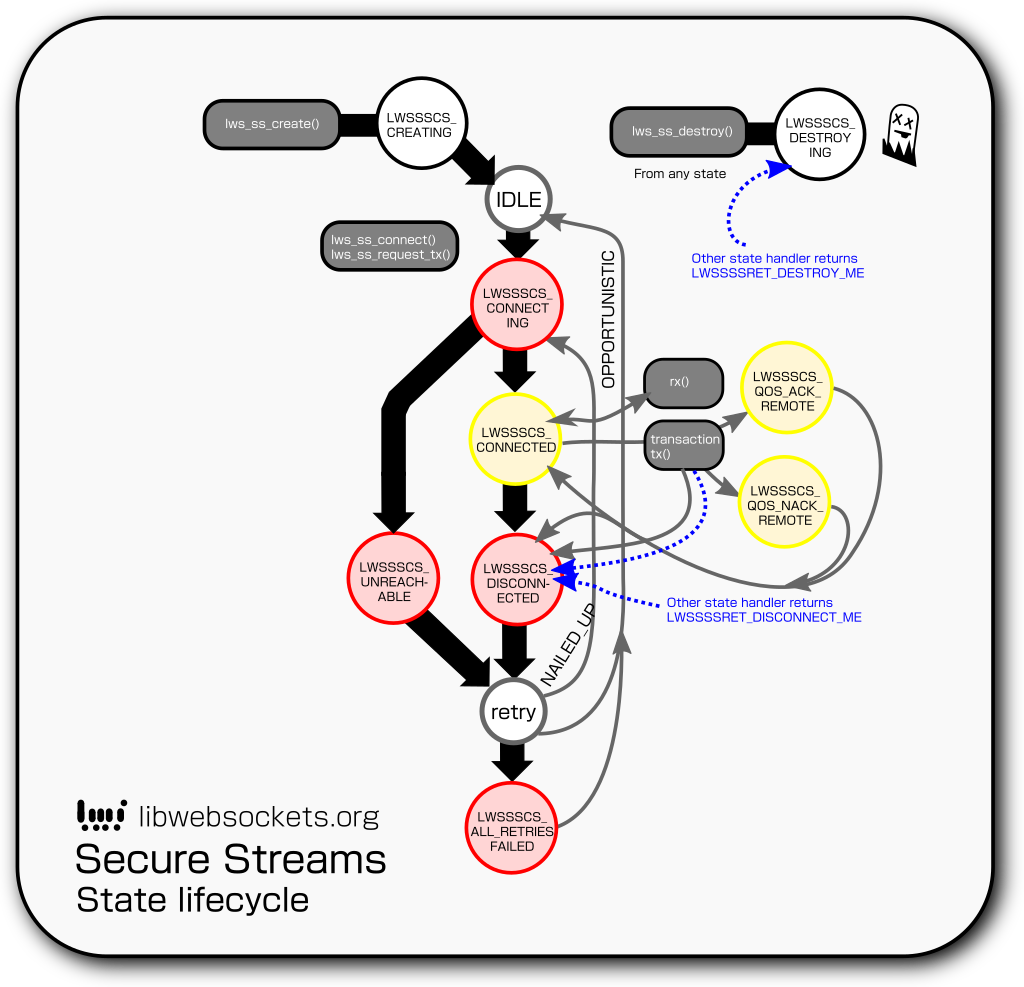 lws_ss_create()
LWSSSCS_
CREATING
lws_ss_destroy()
LWSSSCS_
DESTROY
ING
From any state
IDLE
lws_ss_connect()
lws_ss_request_tx()
Other state handler returns
LWSSSSRET_DESTROY_ME
LWSSSCS_
CONNECT
ING
OPPORTUNISTIC
rx()
LWSSSCS_
QOS_ACK_
REMOTE
LWSSSCS_
CONNECTED
transaction
tx()
LWSSSCS_
QOS_NACK_
REMOTE
LWSSSCS_
UNREACH-
ABLE
LWSSSCS_
DISCONN-
ECTED
Other state handler returns
LWSSSSRET_DISCONNECT_ME
NAILED_UP
retry
LWSSSCS_
ALL_RETRIES
FAILED
libwebsockets.org
Secure Streams
State lifecycle